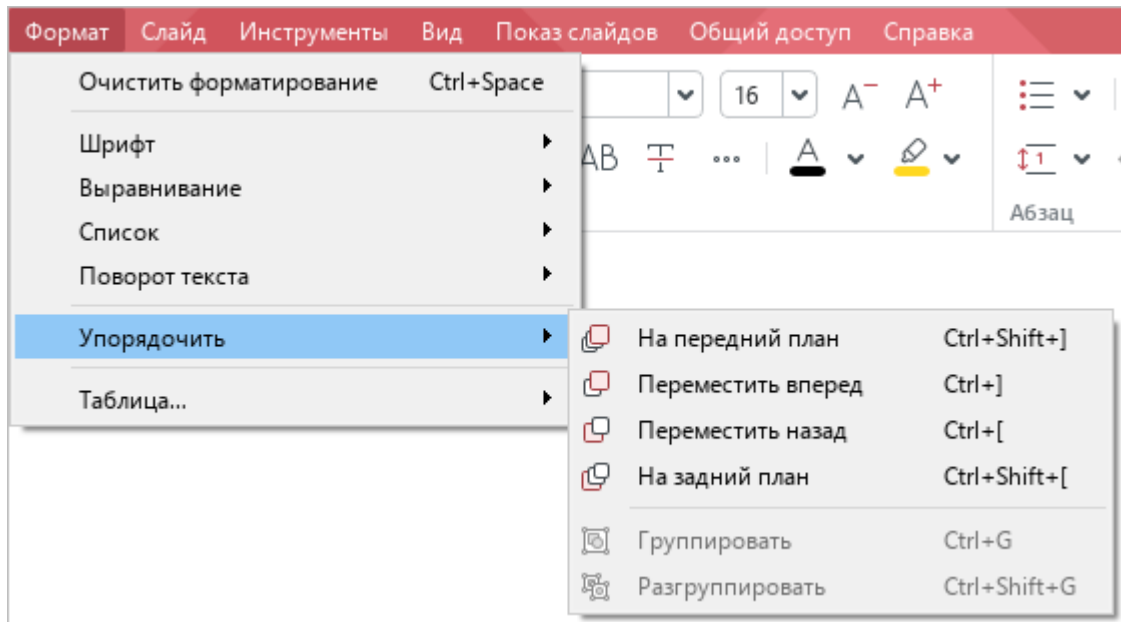 Формат Слайд Инструменты Вид Показ слайдов Общий доступ Справка
Очистить форматирование Ctrl+Space
16 A− A+
Шрифт
AB T ... A
1
Выравнивание
Абзац
Список
Поворот текста
Упорядочить
На передний план Ctrl+Shift+]
Переместить вперед Ctrl+]
Таблица...
Переместить назад Ctrl+[
На задний план Ctrl+Shift+[
Группировать Ctrl+G
Разгруппировать Ctrl+Shift+G